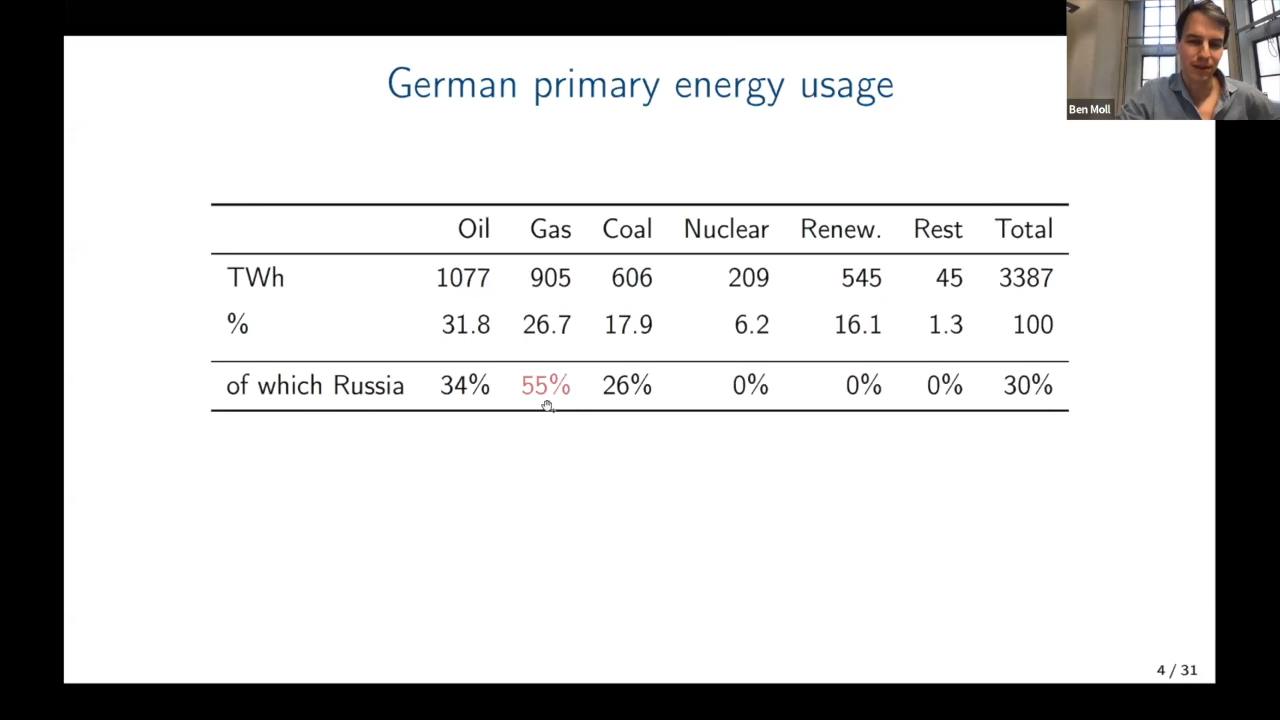 German primary energy usage
Ben Moll
Oil Gas Coal Nuclear Renew. Rest Total
TWh 1077 905 606 209 545 45 3387
% 31.8 26.7 17.9 6.2 16.1 1.3 100
of which Russia 34% 55% 26% 0% 0% 0% 30%
4 / 31